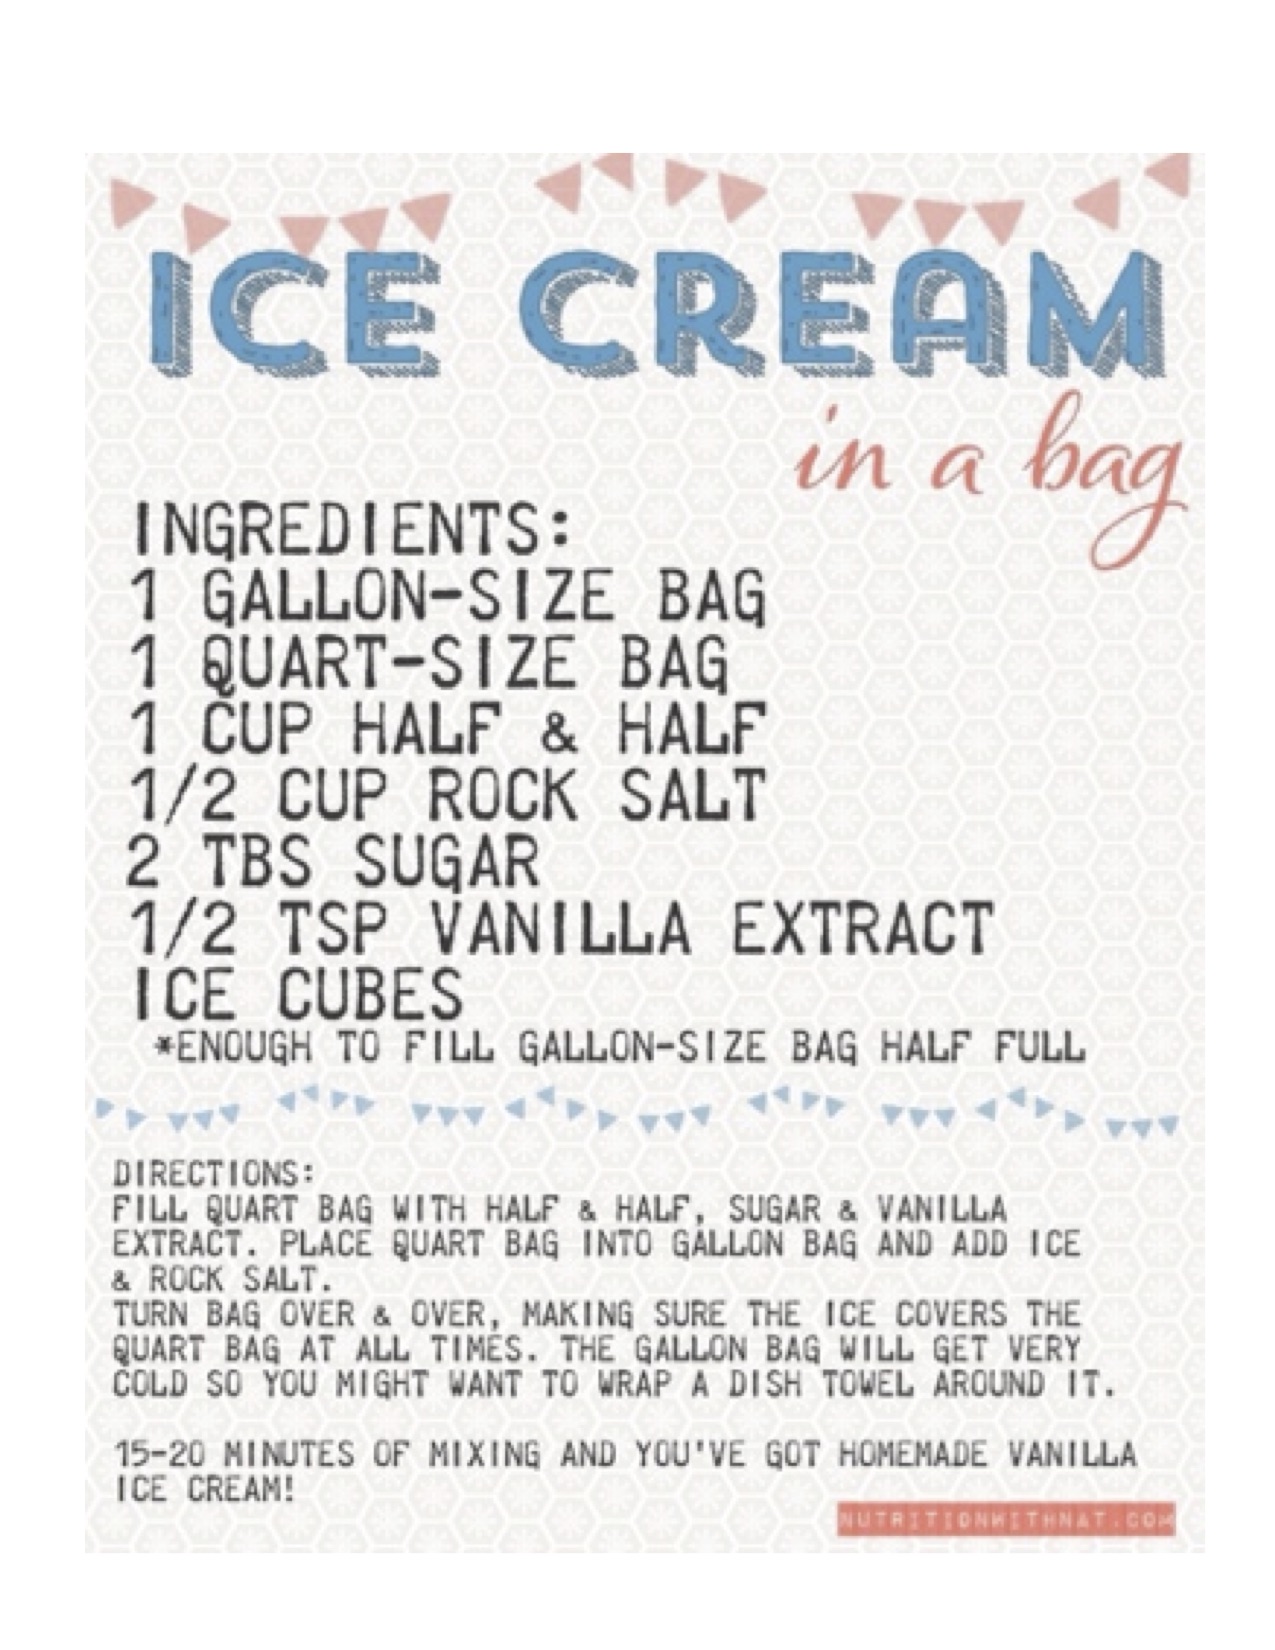 ICE CREAM
in a bag
INGREDIENTS:
1 GALLON-SIZE BAG
1 QUART-SIZE BAG
1 CUP HALF & HALF
1/2 CUP ROCK SALT
2 TBS SUGAR
1/2 TSP VANILLA EXTRACT
ICE CUBES
*ENOUGH TO FILL GALLON-SIZE BAG HALF FULL
DIRECTIONS:
FILL QUART BAG WITH HALF & HALF, SUGAR & VANILLA
EXTRACT. PLACE QUART BAG INTO GALLON BAG AND ADD ICE
& ROCK SALT.
TURN BAG OVER & OVER, MAKING SURE THE ICE COVERS THE
QUART BAG AT ALL TIMES. THE GALLON BAG WILL GET VERY
COLD SO YOU MIGHT WANT TO WRAP A DISH TOWEL AROUND IT.
15-20 MINUTES OF MIXING AND YOU'VE GOT HOMEMADE VANILLA
ICE CREAM!
NUTRITIONWITHNAT.COM